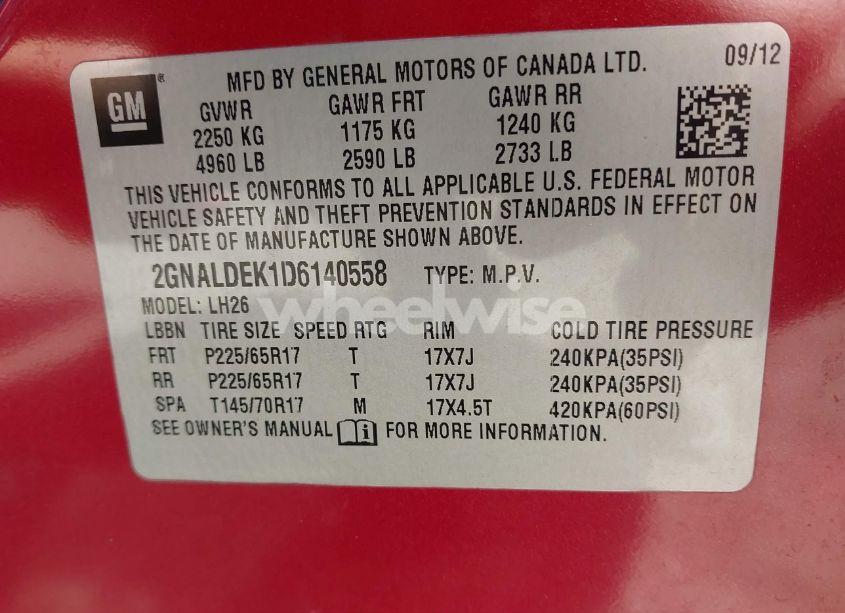 09/12
GM
MFD BY GENERAL MOTORS OF CANADA LTD.
GVWR GAWR FRT GAWR RR
2250 KG 1175 KG 1240 KG
4960 LB 2590 LB 2733 LB
THIS VEHICLE CONFORMS TO ALL APPLICABLE U.S. FEDERAL MOTOR
VEHICLE SAFETY AND THEFT PREVENTION STANDARDS IN EFFECT ON
THE DATE OF MANUFACTURE SHOWN ABOVE.
2GNALDEK1D6140558 TYPE: M.P.V.
MODEL: LH26
wheelwise
LBBN TIRE SIZE SPEED RTG RIM COLD TIRE PRESSURE
FRT P225/65R17 T 17X7J 240KPA(35PSI)
RR P225/65R17 T 17X7J 240KPA(35PSI)
SPA T145/70R17 M 17X4.5T 420KPA(60PSI)
SEE OWNER'S MANUAL FOR MORE INFORMATION.